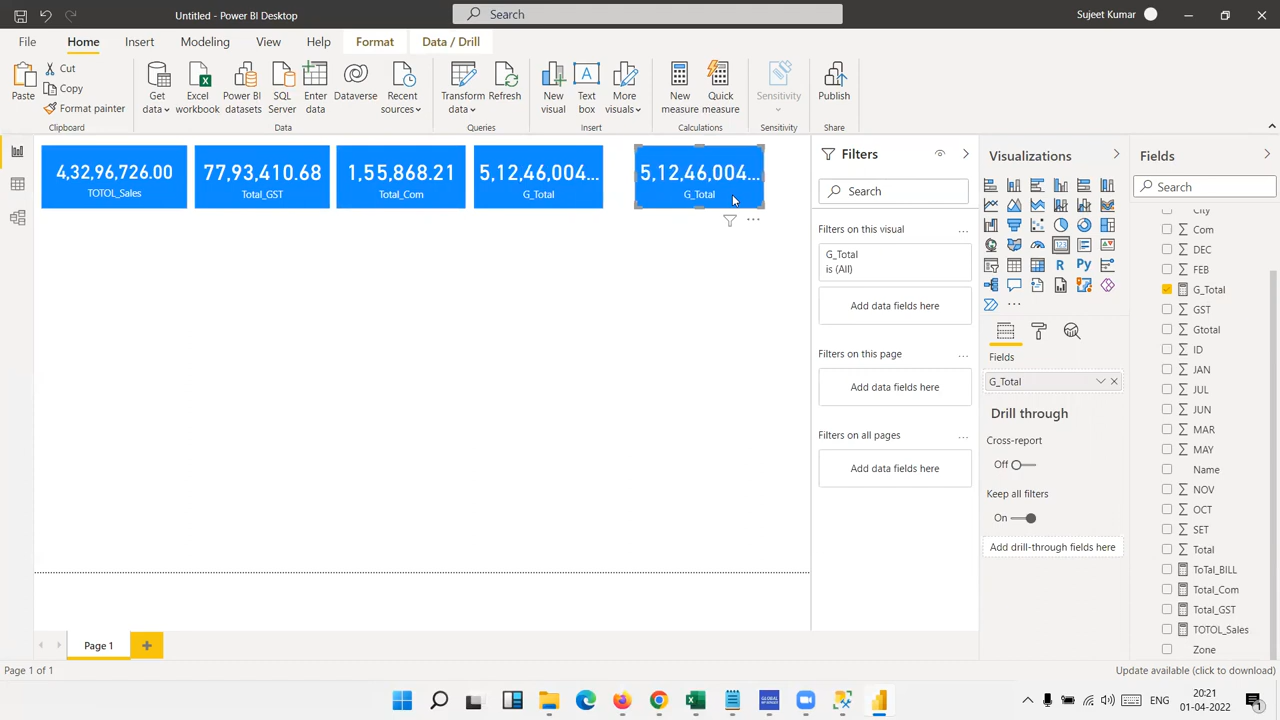 Untitled - Power BI Desktop
Search
Sujeet Kumar
File
Home
Insert
Modeling
View
Help
Format
Data / Drill
Paste
Cut
Copy
Format painter
Clipboard
Get data
Excel workbook
Power BI datasets
SQL Server
Enter data
Dataverse
Recent sources
Data
Transform data
Refresh
Queries
New visual
Text box
More visuals
Insert
New measure
Quick measure
Calculations
Sensitivity
Sensitivity
Publish
Share
4,32,96,726.00
TOTOL_Sales
77,93,410.68
Total_GST
1,55,868.21
Total_Com
5,12,46,004...
G_Total
5,12,46,004...
G_Total
Filters
Search
Filters on this visual
G_Total
is (All)
Add data fields here
Filters on this page
Add data fields here
Filters on all pages
Add data fields here
Visualizations
R
Py
123
Fields
G_Total
Drill through
Cross-report
Off
Keep all filters
On
Add drill-through fields here
Fields
Search
City
Com
DEC
FEB
G_Total
GST
Gtotal
ID
JAN
JUL
JUN
MAR
MAY
Name
NOV
OCT
SET
Total
ToTal_BILL
Total_Com
Total_GST
TOTOL_Sales
Zone
Page 1
Page 1 of 1
Update available (click to download)
ENG
20:21
01-04-2022